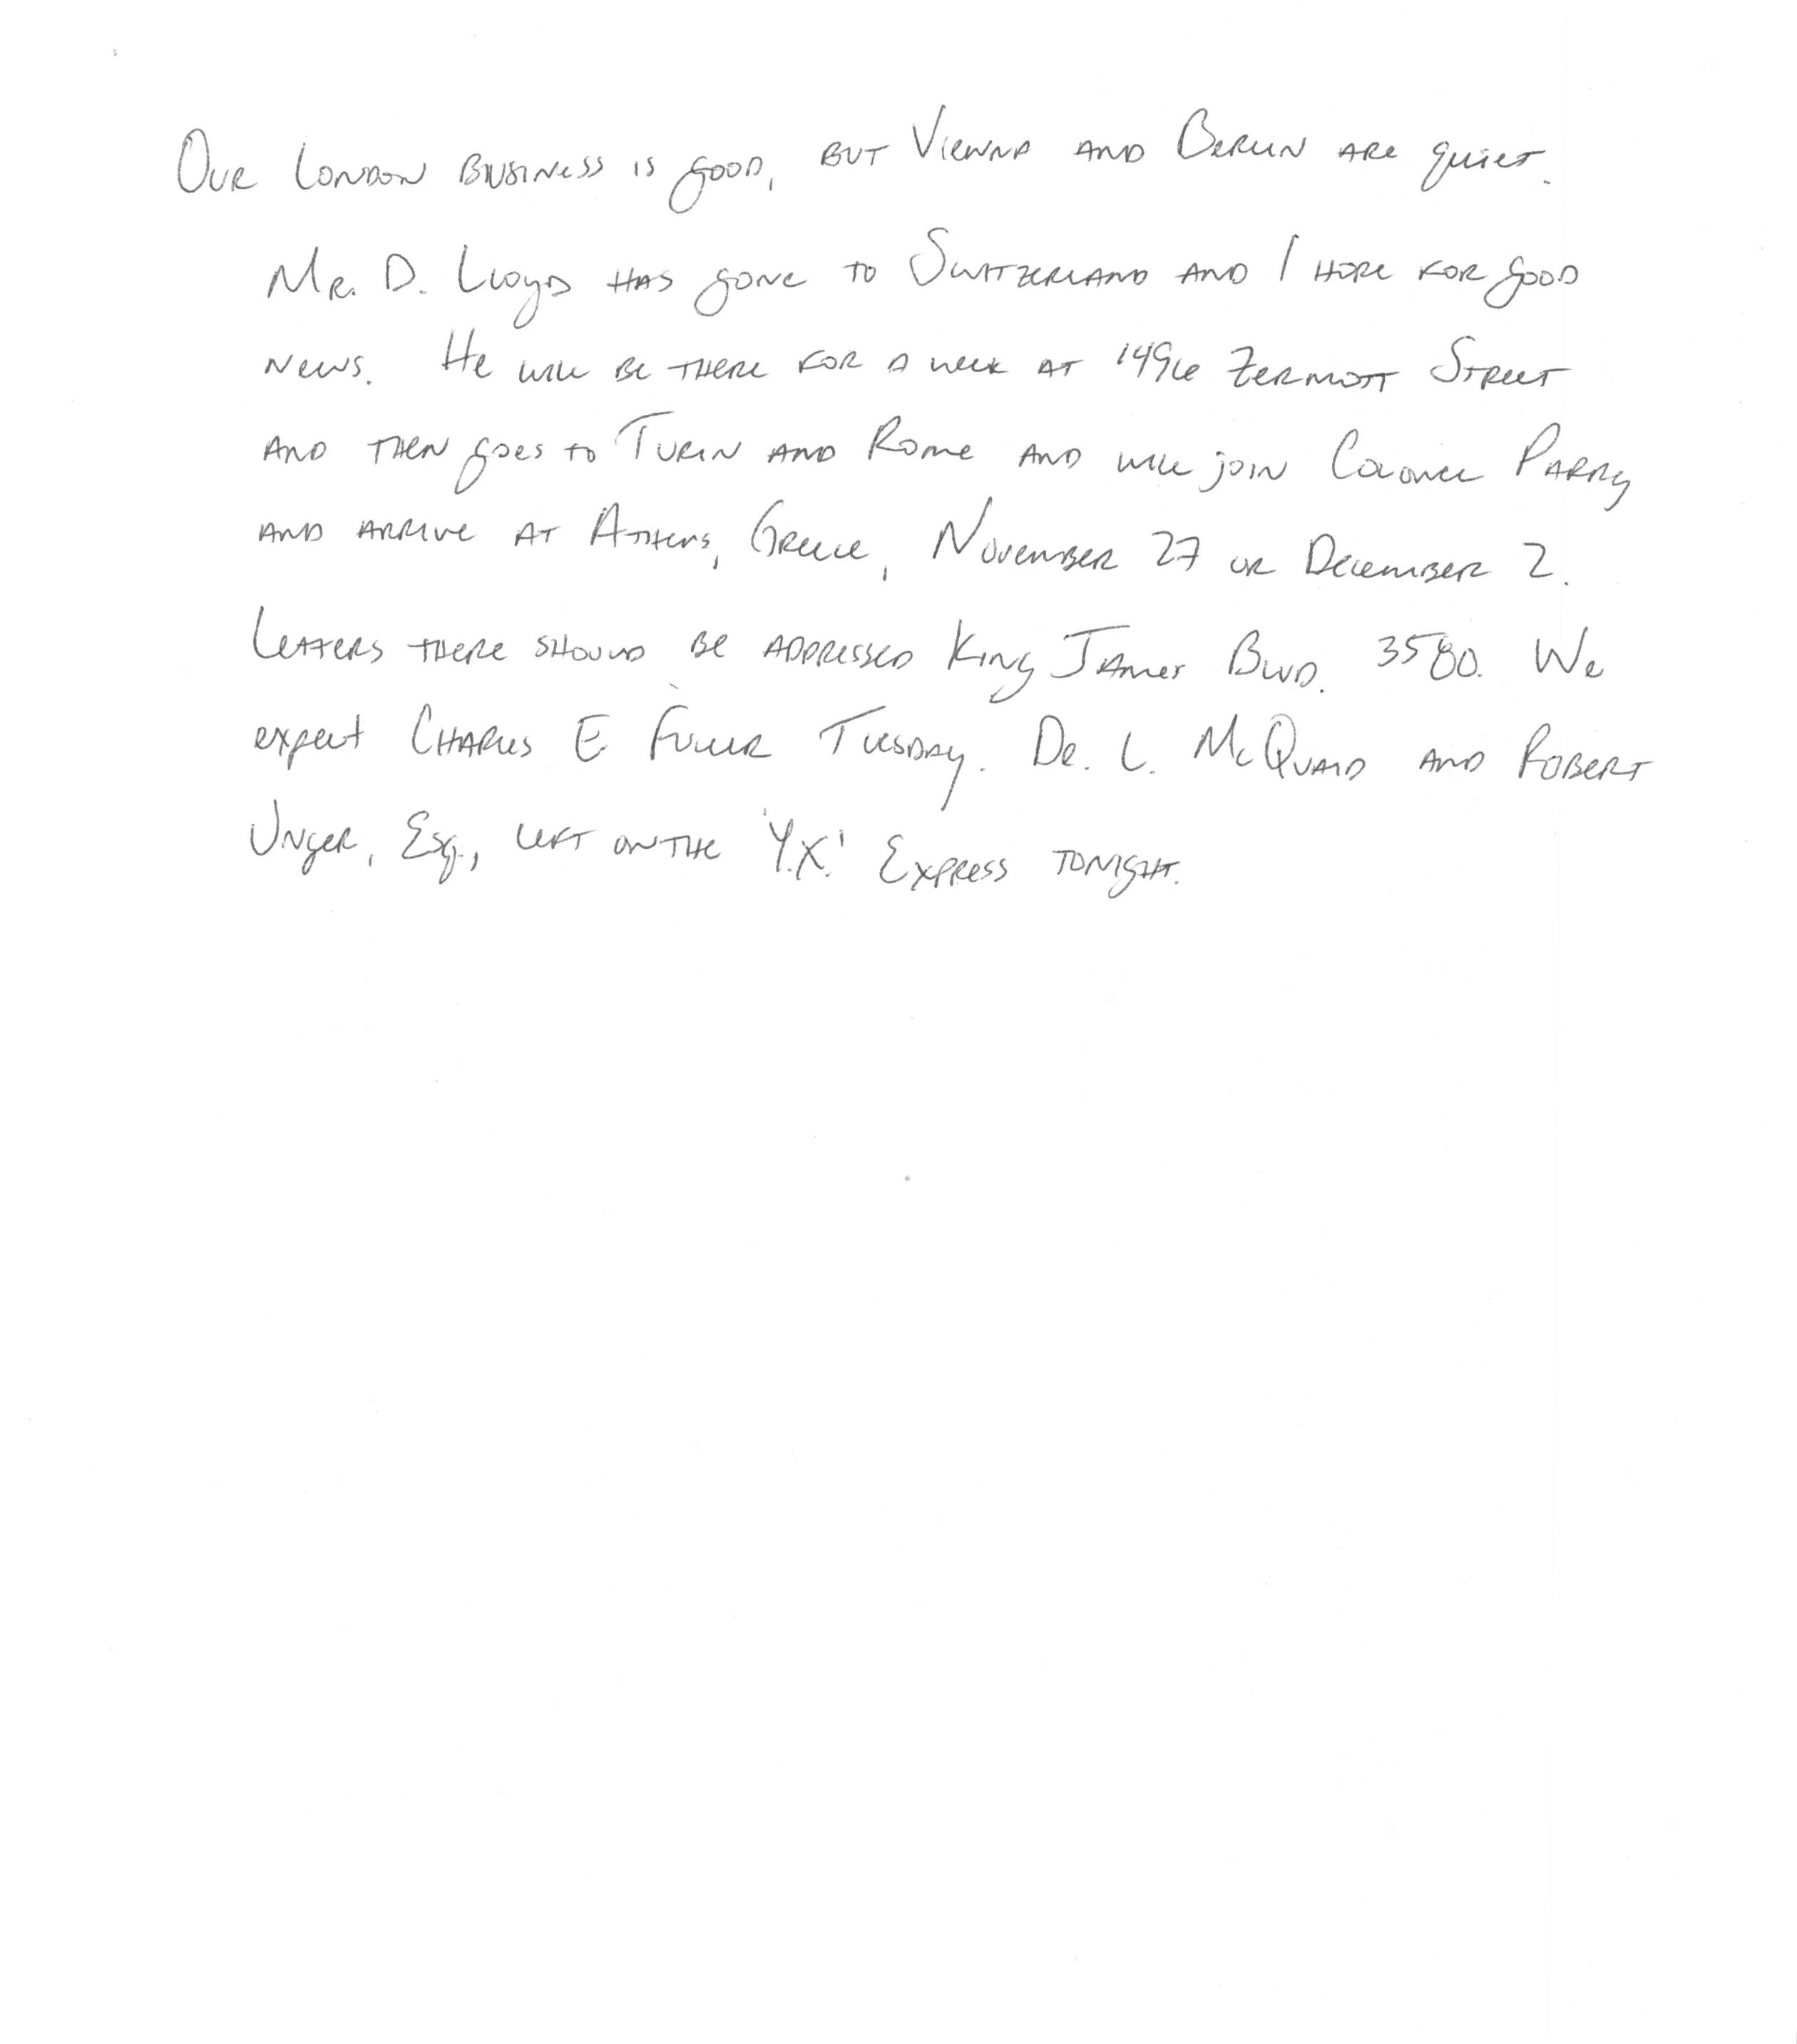 Our London business is good, but Vienna and Berlin are quiet.
Mr. D. Lloyd has gone to Switzerland and I hope for good
news. He will be there for a week at 1496 Zermott Street
and then goes to Turin and Rome and will join Colonel Parry
and arrive at Athens, Greece, November 27 or December 2.
Letters there should be addressed King James Blvd. 3580. We
expect Charles E Fuller Tuesday. Dr. L. McQuaid and Robert
Unger, Esq., left on the 'Y.X.' Express tonight.